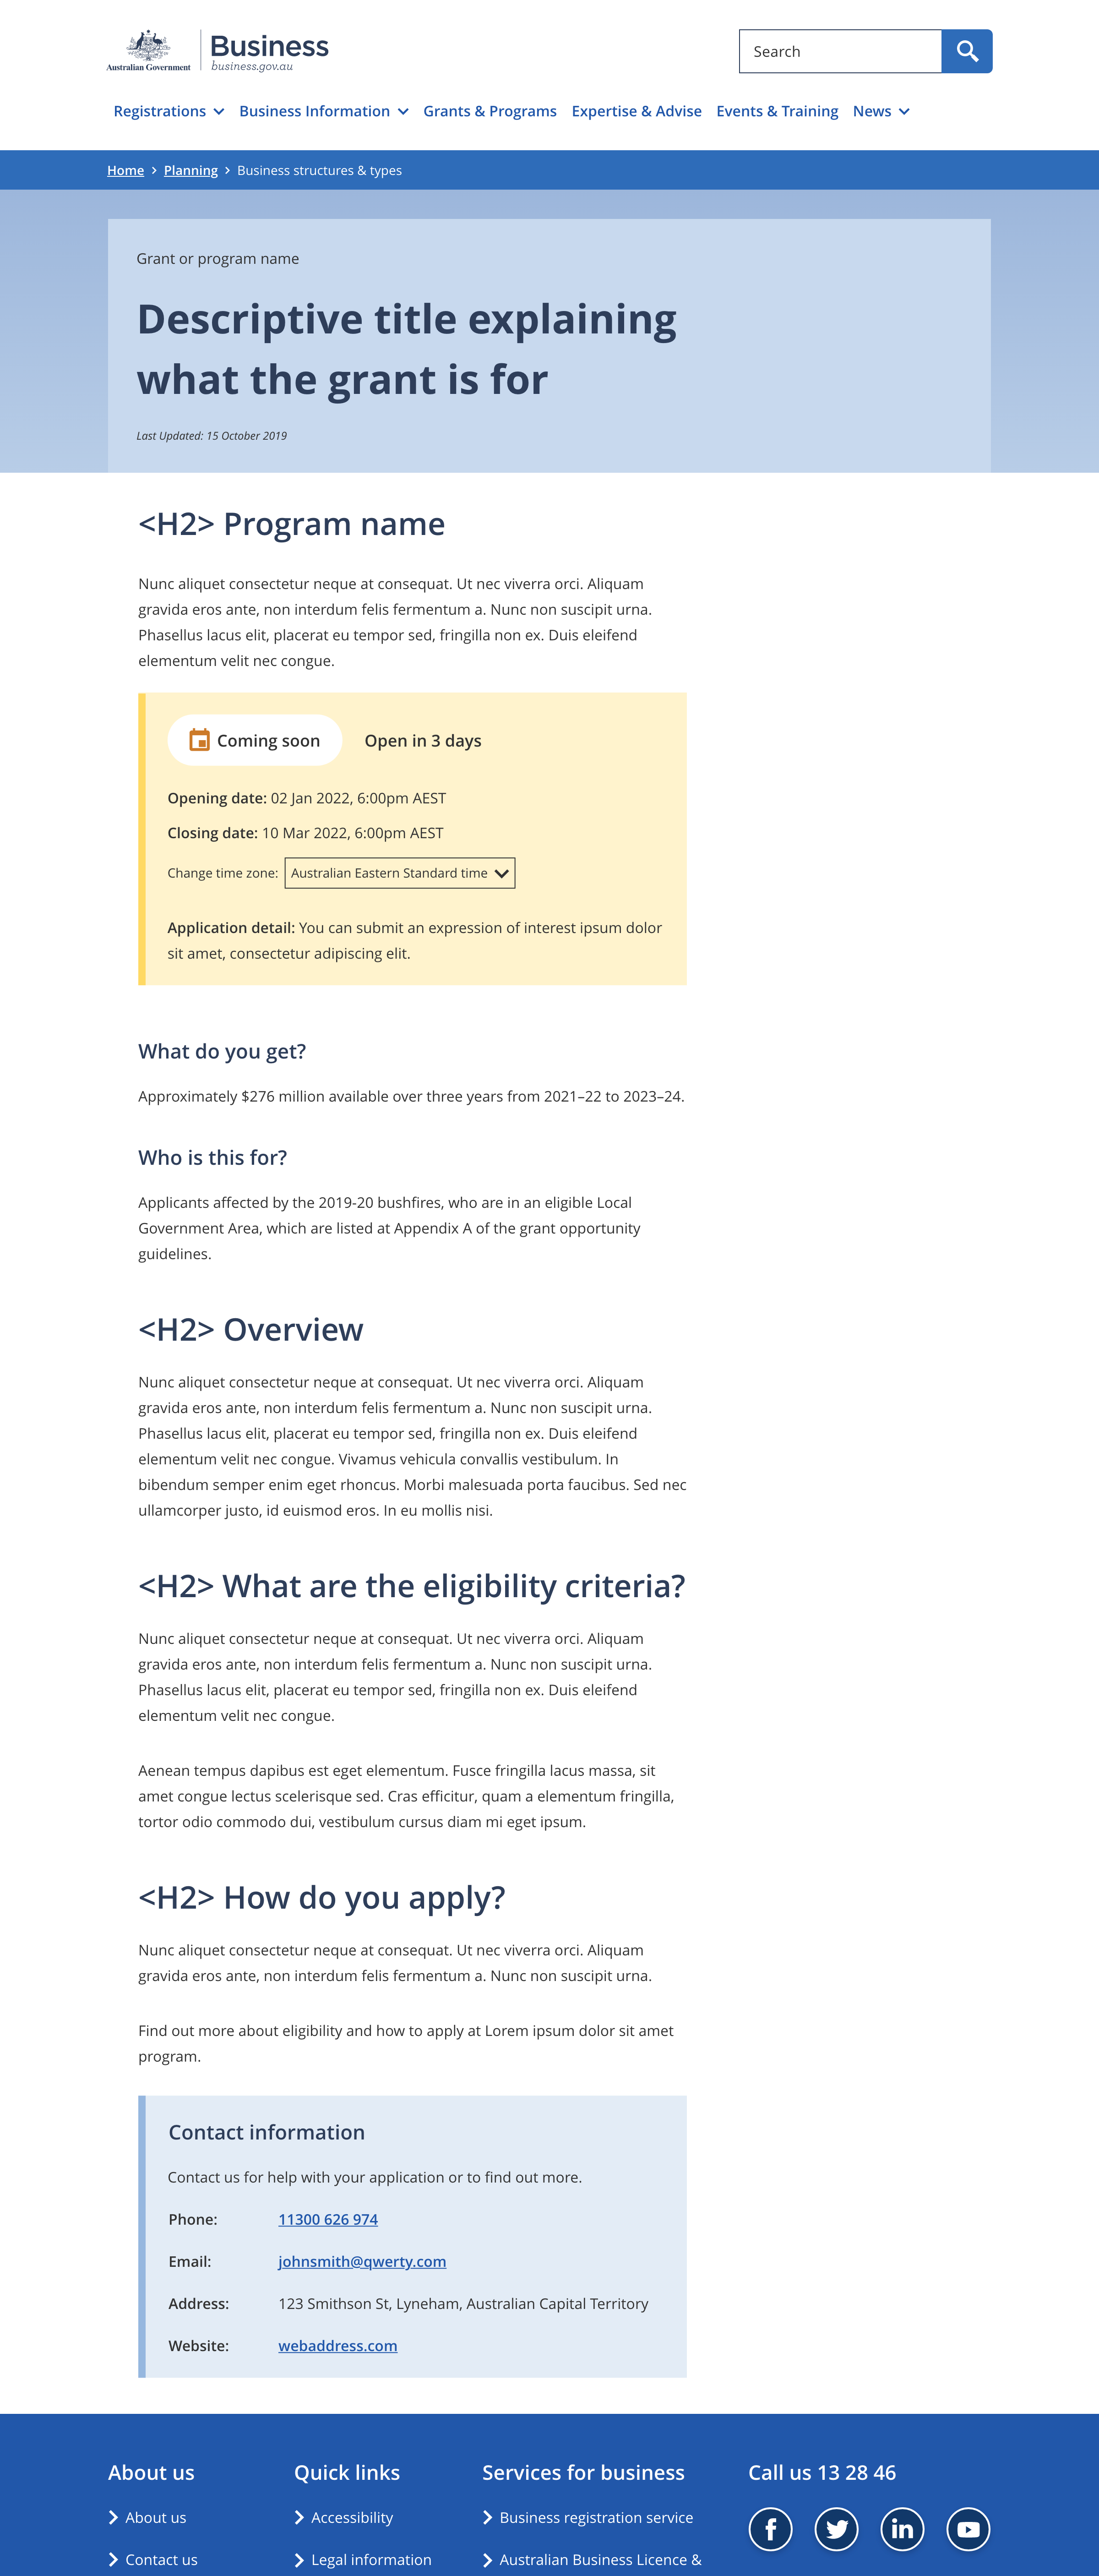 Australian Government
Business
business.gov.au
Search
Registrations Business Information Grants & Programs Expertise & Advise Events & Training News
Home > Planning > Business structures & types
Grant or program name
Descriptive title explaining
what the grant is for
Last Updated: 15 October 2019
<H2> Program name
Nunc aliquet consectetur neque at consequat. Ut nec viverra orci. Aliquam
gravida eros ante, non interdum felis fermentum a. Nunc non suscipit urna.
Phasellus lacus elit, placerat eu tempor sed, fringilla non ex. Duis eleifend
elementum velit nec congue.
Coming soon Open in 3 days
Opening date: 02 Jan 2022, 6:00pm AEST
Closing date: 10 Mar 2022, 6:00pm AEST
Change time zone: Australian Eastern Standard time
Application detail: You can submit an expression of interest ipsum dolor
sit amet, consectetur adipiscing elit.
What do you get?
Approximately $276 million available over three years from 2021–22 to 2023–24.
Who is this for?
Applicants affected by the 2019-20 bushfires, who are in an eligible Local
Government Area, which are listed at Appendix A of the grant opportunity
guidelines.
<H2> Overview
Nunc aliquet consectetur neque at consequat. Ut nec viverra orci. Aliquam
gravida eros ante, non interdum felis fermentum a. Nunc non suscipit urna.
Phasellus lacus elit, placerat eu tempor sed, fringilla non ex. Duis eleifend
elementum velit nec congue. Vivamus vehicula convallis vestibulum. In
bibendum semper enim eget rhoncus. Morbi malesuada porta faucibus. Sed nec
ullamcorper justo, id euismod eros. In eu mollis nisi.
<H2> What are the eligibility criteria?
Nunc aliquet consectetur neque at consequat. Ut nec viverra orci. Aliquam
gravida eros ante, non interdum felis fermentum a. Nunc non suscipit urna.
Phasellus lacus elit, placerat eu tempor sed, fringilla non ex. Duis eleifend
elementum velit nec congue.
Aenean tempus dapibus est eget elementum. Fusce fringilla lacus massa, sit
amet congue lectus scelerisque sed. Cras efficitur, quam a elementum fringilla,
tortor odio commodo dui, vestibulum cursus diam mi eget ipsum.
<H2> How do you apply?
Nunc aliquet consectetur neque at consequat. Ut nec viverra orci. Aliquam
gravida eros ante, non interdum felis fermentum a. Nunc non suscipit urna.
Find out more about eligibility and how to apply at Lorem ipsum dolor sit amet
program.
Contact information
Contact us for help with your application or to find out more.
Phone: 11300 626 974
Email: johnsmith@qwerty.com
Address: 123 Smithson St, Lyneham, Australian Capital Territory
Website: webaddress.com
About us
About us
Contact us
Quick links
Accessibility
Legal information
Services for business
Business registration service
Australian Business Licence &
Call us 13 28 46